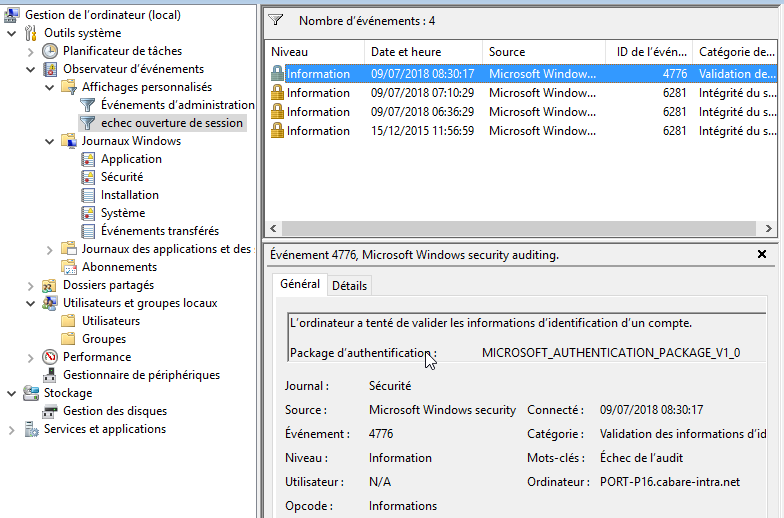 Gestion de l'ordinateur (local)
Outils système
Planificateur de tâches
Observateur d'événements
Affichages personnalisés
Événements d'administration
echec ouverture de session
Journaux Windows
Application
Sécurité
Installation
Système
Événements transférés
Journaux des applications et des
Abonnements
Dossiers partagés
Utilisateurs et groupes locaux
Utilisateurs
Groupes
Performance
Gestionnaire de périphériques
Stockage
Gestion des disques
Services et applications
Nombre d'événements : 4
Niveau Date et heure Source ID de l'évén... Catégorie de...
Information 09/07/2018 08:30:17 Microsoft Window... 4776 Validation de...
Information 09/07/2018 07:10:29 Microsoft Window... 6281 Intégrité du s...
Information 09/07/2018 06:36:29 Microsoft Window... 6281 Intégrité du s...
Information 15/12/2015 11:56:59 Microsoft Window... 6281 Intégrité du s...
Événement 4776, Microsoft Windows security auditing.
Général Détails
L'ordinateur a tenté de valider les informations d'identification d'un compte.
Package d'authentification : MICROSOFT_AUTHENTICATION_PACKAGE_V1_0
Journal : Sécurité
Source : Microsoft Windows security Connecté : 09/07/2018 08:30:17
Événement : 4776 Catégorie : Validation des informations d'id
Niveau : Information Mots-clés : Échec de l'audit
Utilisateur : N/A Ordinateur : PORT-P16.cabare-intra.net
Opcode : Informations